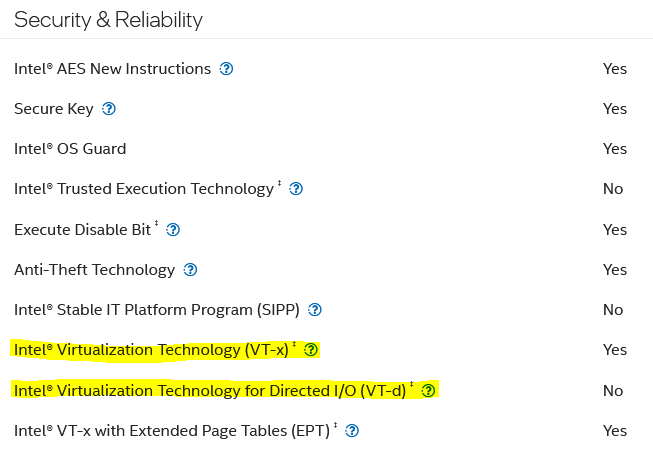 Security & Reliability
Intel® AES New Instructions ? Yes
Secure Key ? Yes
Intel® OS Guard Yes
Intel® Trusted Execution Technology ‡ ? No
Execute Disable Bit ‡ ? Yes
Anti-Theft Technology ? Yes
Intel® Stable IT Platform Program (SIPP) ? No
Intel® Virtualization Technology (VT-x) ‡ ? Yes
Intel® Virtualization Technology for Directed I/O (VT-d) ‡ ? No
Intel® VT-x with Extended Page Tables (EPT) ‡ ? Yes